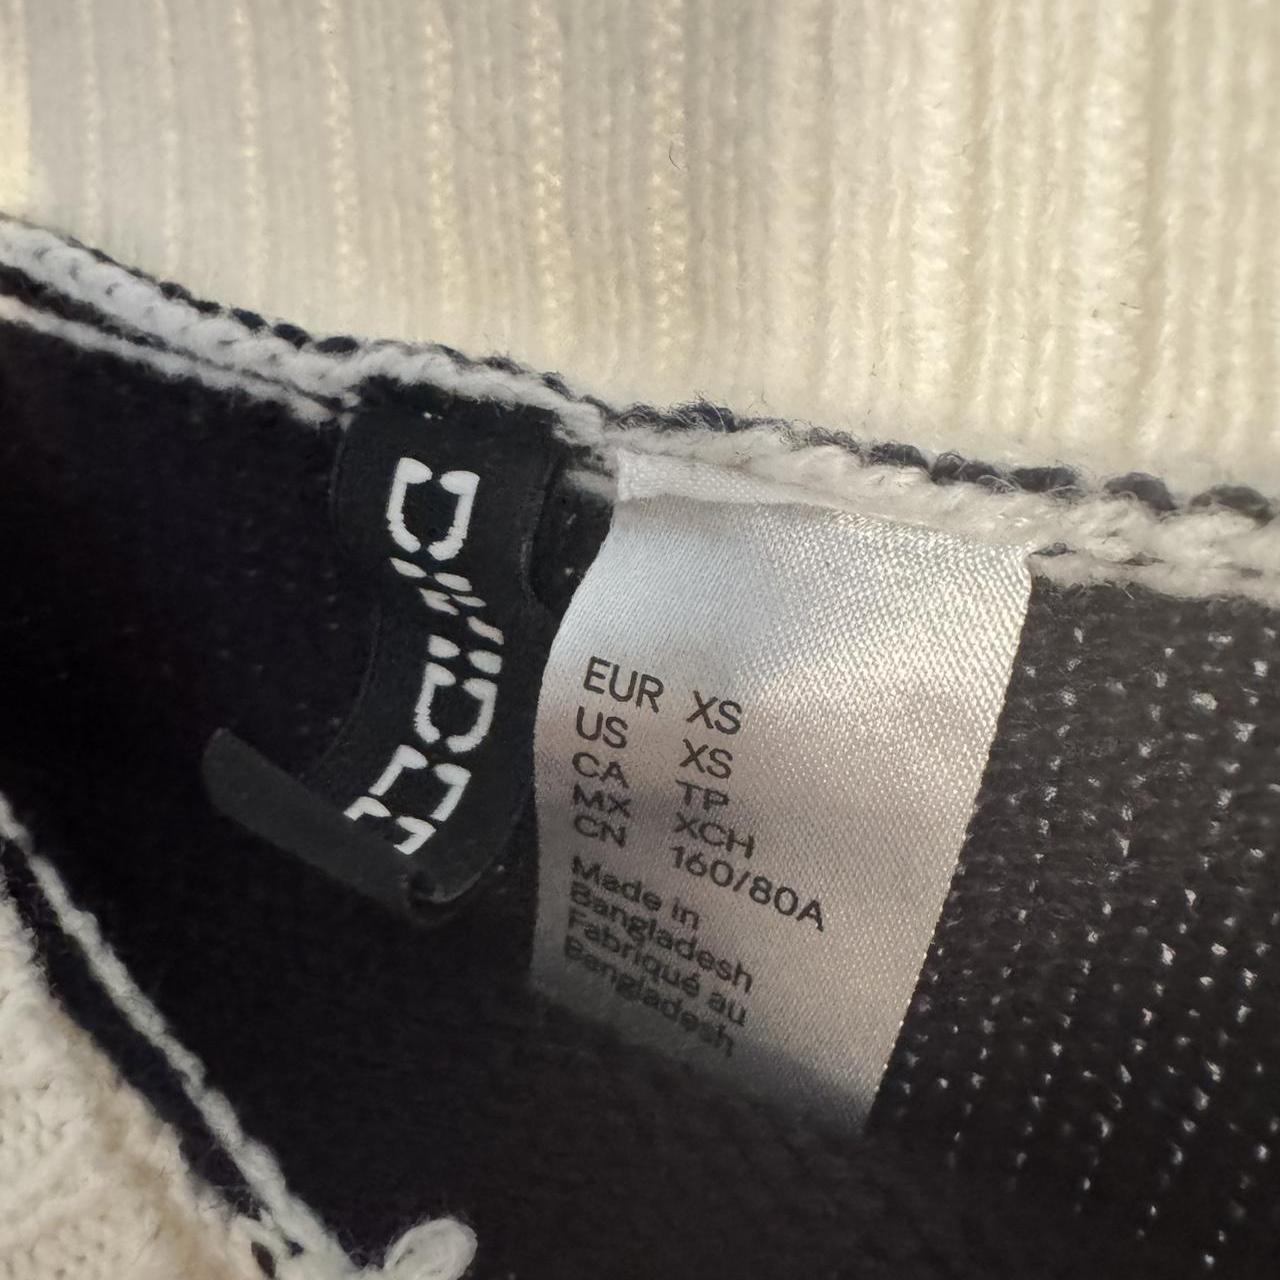 EUR XS
US XS
CA TP
MX XCH
CN 160/80A
Made in
Bangladesh
Fabriqué au
Bangladesh